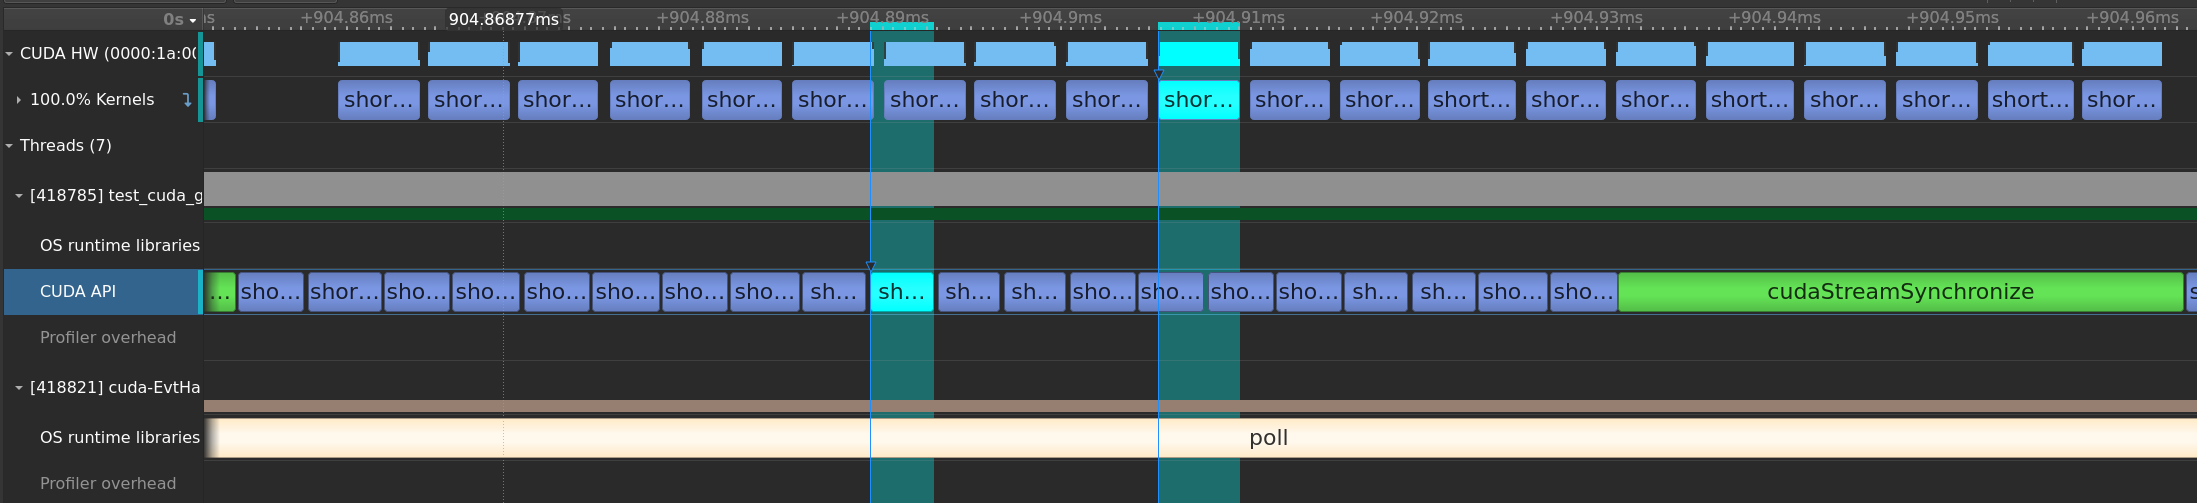 0s ns +904.86ms 904.86877ms +904.88ms +904.89ms +904.9ms +904.91ms +904.92ms +904.93ms +904.94ms +904.95ms +904.96ms
CUDA HW (0000:1a:00
100.0% Kernels shor... shor... shor... shor... shor... shor... shor... shor... shor... shor... shor... shor... short... shor... shor... short... shor... shor... short... shor...
Threads (7)
[418785] test_cuda_g
OS runtime libraries
CUDA API ... sho... shor... sho... sho... sho... sho... sho... sho... sh... sh... sh... sh... sho... sho... sho... sho... sh... sh... sho... sho... cudaStreamSynchronize s
Profiler overhead
[418821] cuda-EvtHa
OS runtime libraries poll
Profiler overhead